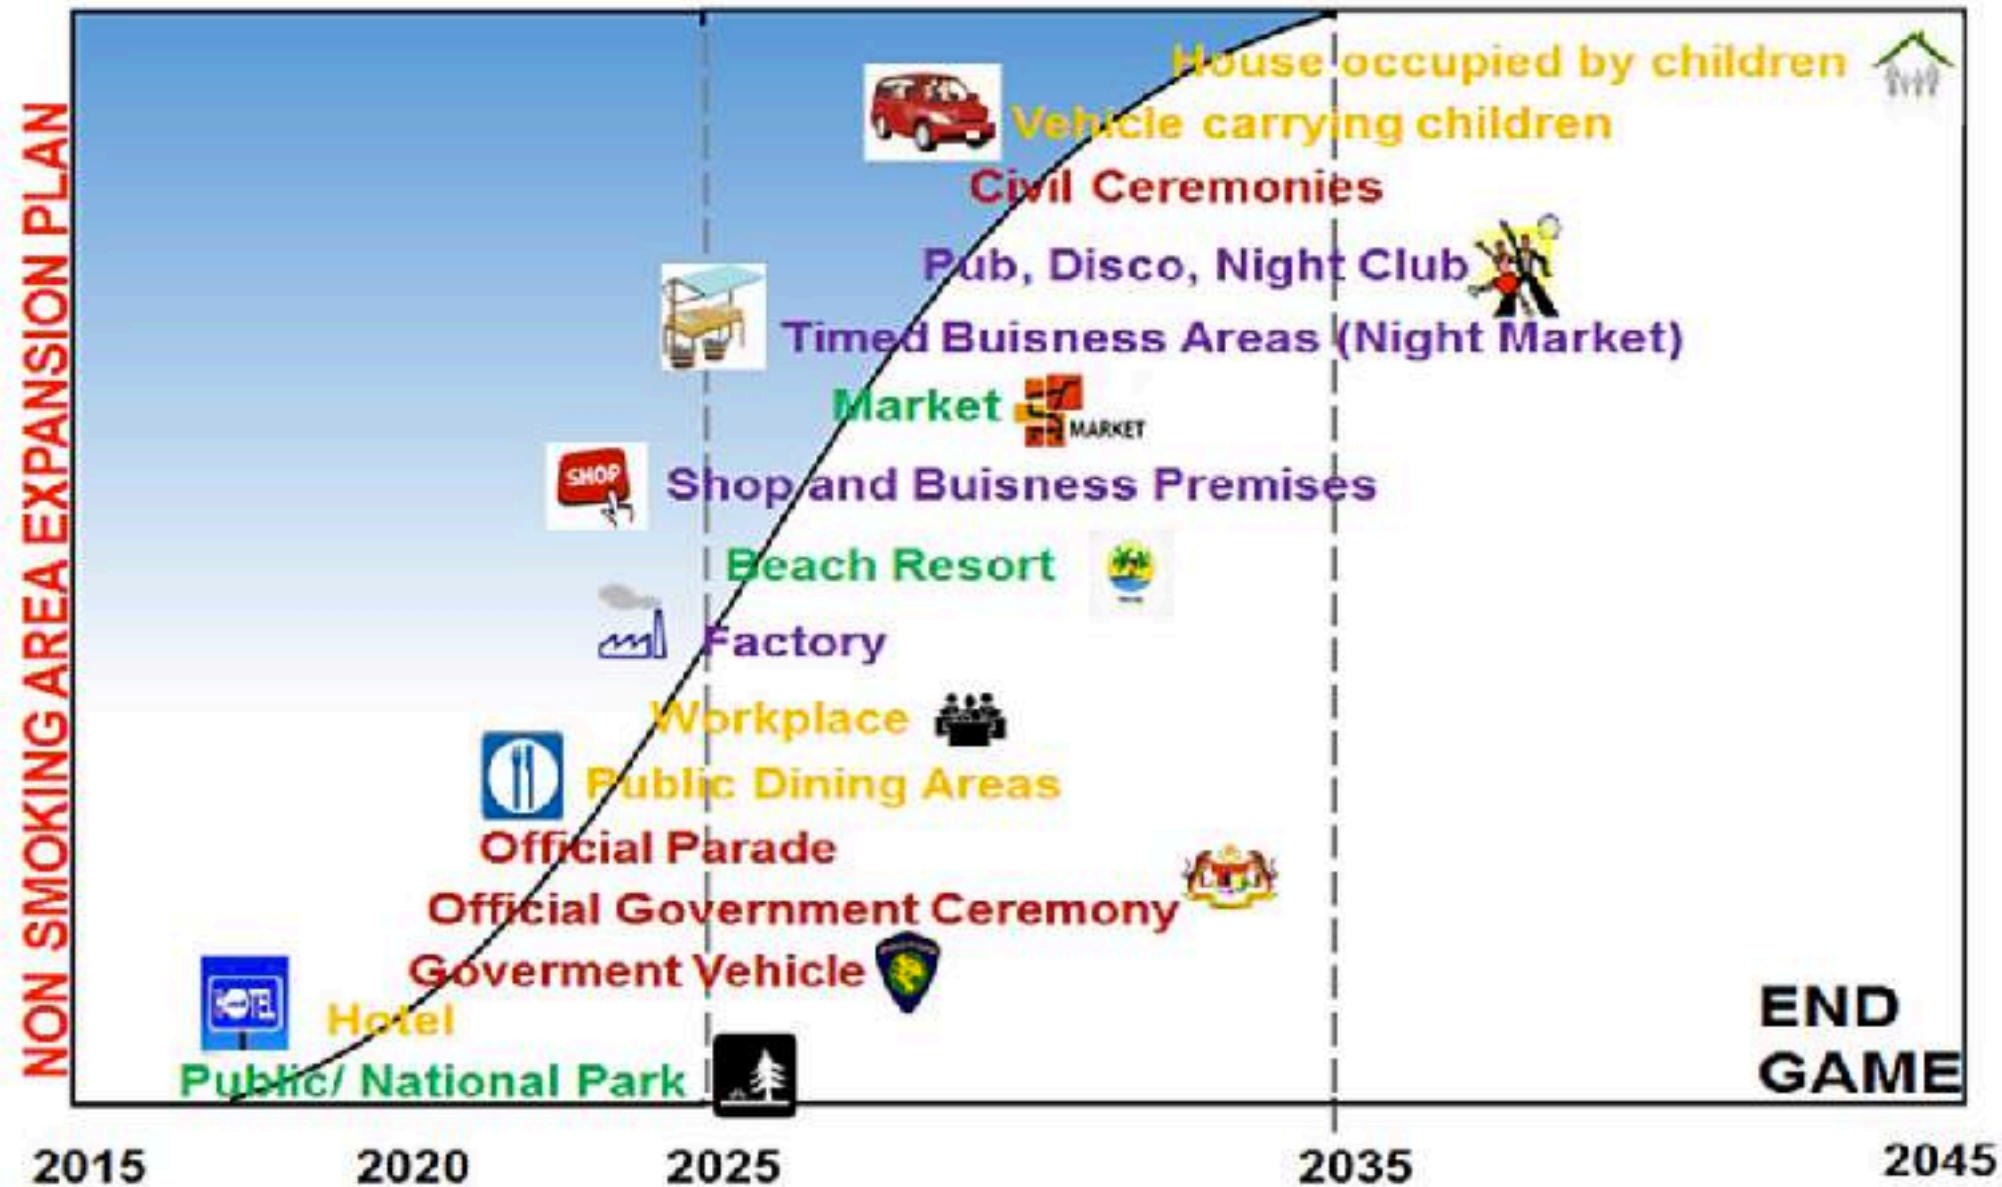 NON SMOKING AREA EXPANSION PLAN
House occupied by children
Vehicle carrying children
Civil Ceremonies
Pub, Disco, Night Club
Timed Buisness Areas (Night Market)
Market
MARKET
SHOP
Shop and Buisness Premises
Beach Resort
Factory
Workplace
Public Dining Areas
Official Parade
Official Government Ceremony
Goverment Vehicle
HOTEL
Hotel
Public/ National Park
END
GAME
2015 2020 2025 2035 2045